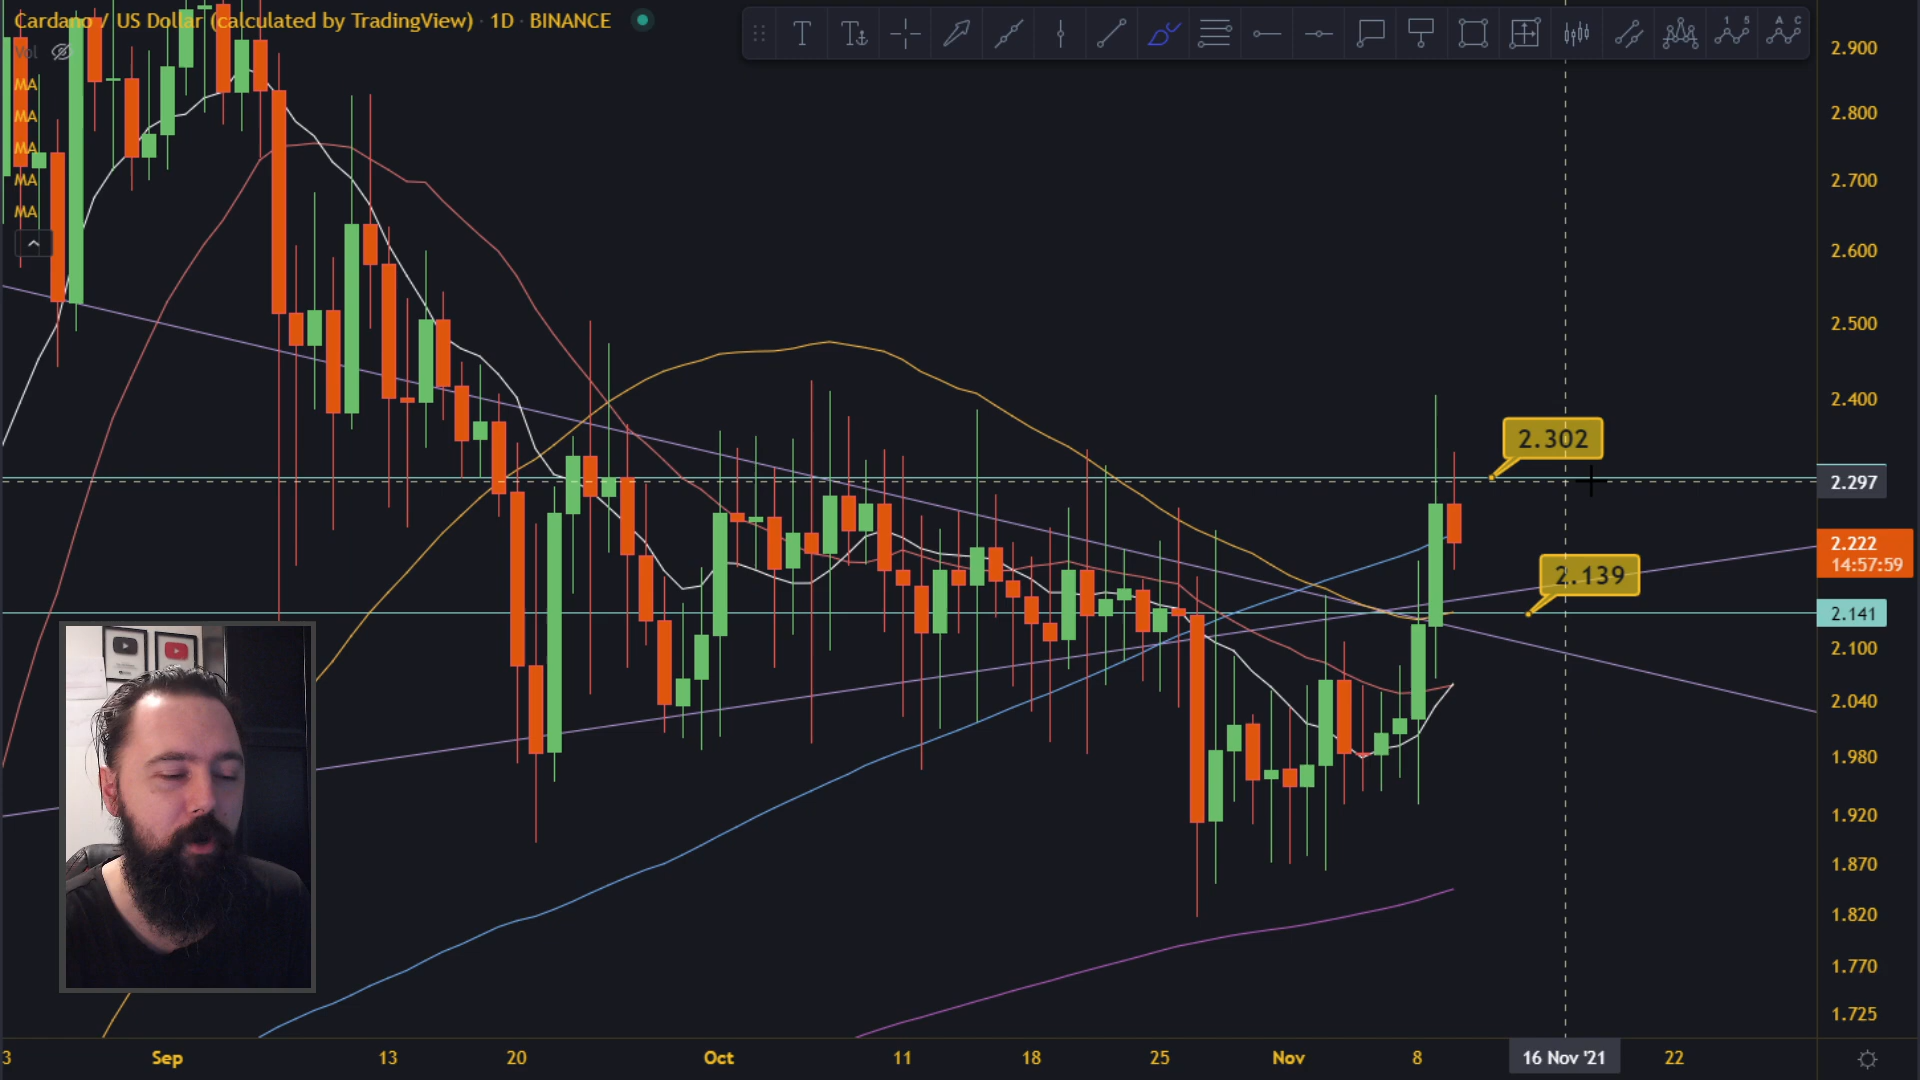 Cardano / US Dollar (calculated by TradingView) · 1D · BINANCE
Vol
MA
MA
MA
MA
MA
T T 1 5 A C
2.900
2.800
2.700
2.600
2.500
2.400
2.302
2.297
2.222
14:57:59
2.139
2.141
2.100
2.040
1.980
1.920
1.870
1.820
1.770
1.725
3 Sep 13 20 Oct 11 18 25 Nov 8 16 Nov '21 22